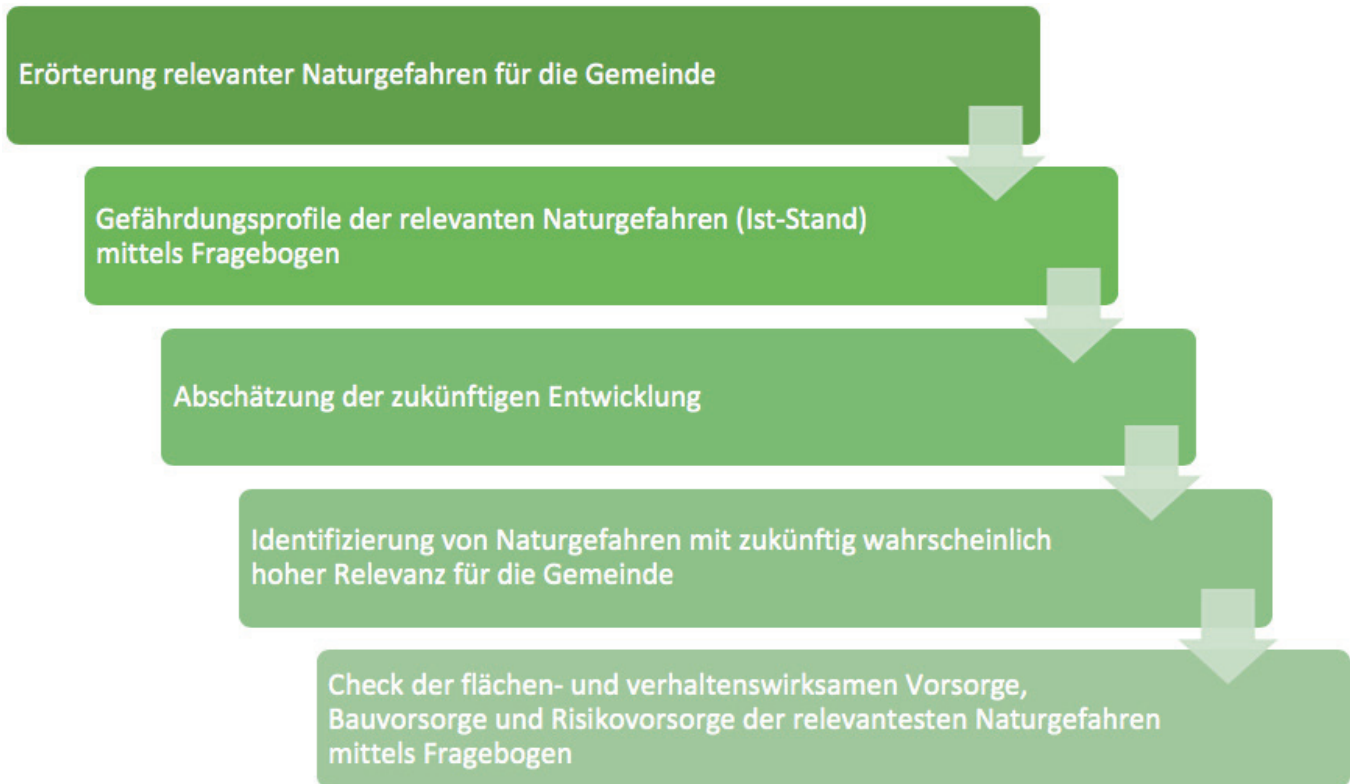 Erörterung relevanter Naturgefahren für die Gemeinde
Gefährdungsprofile der relevanten Naturgefahren (Ist-Stand)
mittels Fragebogen
Abschätzung der zukünftigen Entwicklung
Identifizierung von Naturgefahren mit zukünftig wahrscheinlich
hoher Relevanz für die Gemeinde
Check der flächen- und verhaltenswirksamen Vorsorge,
Bauvorsorge und Risikovorsorge der relevantesten Naturgefahren
mittels Fragebogen